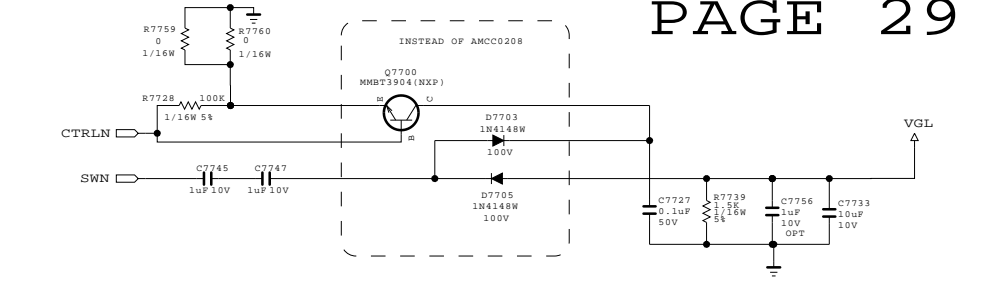 PAGE 29
R7759
0
1/16W
R7760
0
1/16W
INSTEAD OF AMCC0208
Q7700
MMBT3904(NXP)
E
C
B
R7728
100K
1/16W 5%
CTRLN
D7703
1N4148W
100V
VGL
SWN
C7745
1uF 10V
C7747
1uF 10V
D7705
1N4148W
100V
C7727
0.1uF
50V
R7739
1.5K
1/16W
5%
C7756
1uF
10V
OPT
C7733
10uF
10V